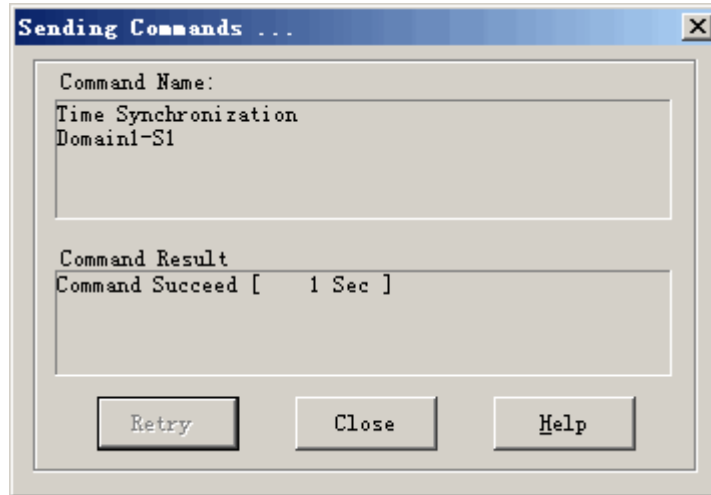 Sending Commands ...
Command Name:
Time Synchronization
Domain1-S1
Command Result
Command Succeed [    1 Sec ]
Retry
Close
Help